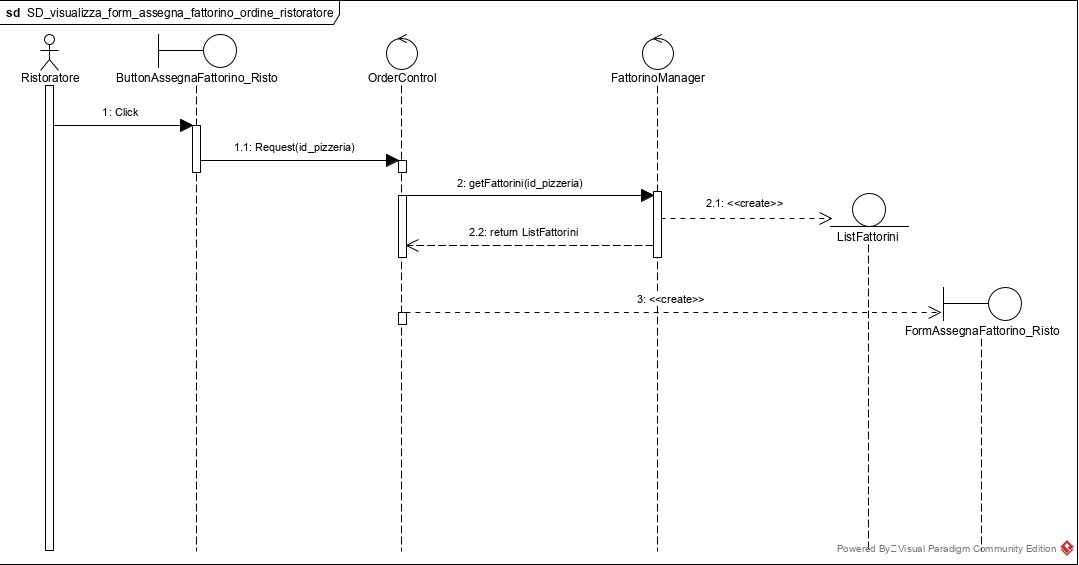 sd SD_visualizza_form_assegna_fattorino_ordine_ristoratore
Ristoratore
ButtonAssegnaFattorino_Risto
OrderControl
FattorinoManager
1: Click
1.1: Request(id_pizzeria)
2: getFattorini(id_pizzeria)
2.1: <<create>>
2.2: return ListFattorini
ListFattorini
3: <<create>>
FormAssegnaFattorino_Risto
Powered By Visual Paradigm Community Edition